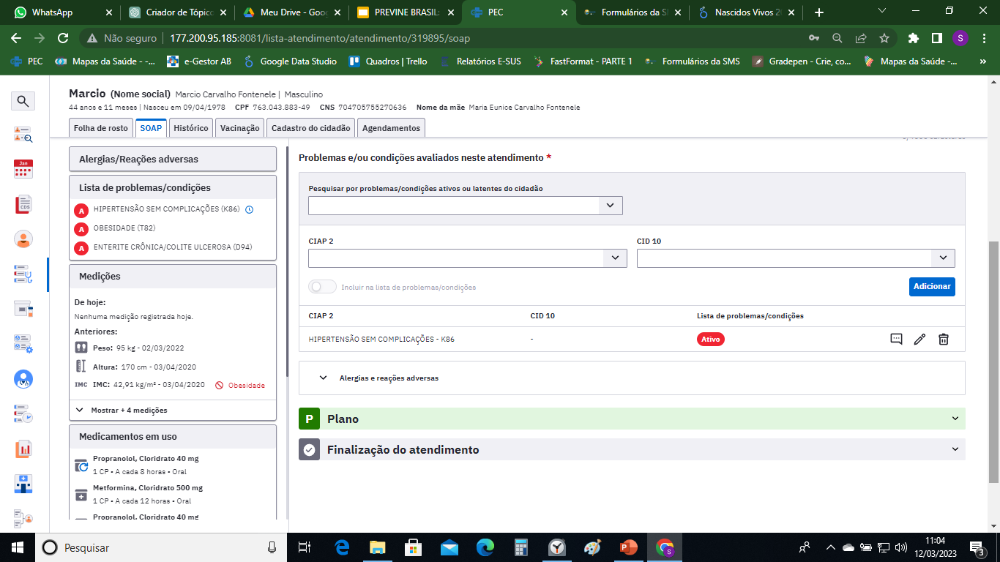 WhatsApp
Criador de Tópico
Meu Drive - Goog
PREVINE BRASIL:
PEC
Formulários da SM
Nascidos Vivos 20
Não seguro | 177.200.95.185:8081/lista-atendimento/atendimento/319895/soap
S
PEC
Mapas da Saúde - -...
e-Gestor AB
Google Data Studio
Quadros | Trello
Relatórios E-SUS
FastFormat - PARTE 1
Formulários da SMS
Gradepen - Crie, co...
Mapas da Saúde -...
»
Marcio (Nome social) Marcio Carvalho Fontenele | Masculino
44 anos e 11 meses | Nasceu em 09/04/1978 CPF 763.043.883-49 CNS 704705755270636 Nome da mãe Maria Eunice Carvalho Fontenele
Folha de rosto
SOAP
Histórico
Vacinação
Cadastro do cidadão
Agendamentos
Jan
CDS
Alergias/Reações adversas
Lista de problemas/condições
A HIPERTENSÃO SEM COMPLICAÇÕES (K86)
A OBESIDADE (T82)
A ENTERITE CRÔNICA/COLITE ULCEROSA (D94)
Medições
De hoje:
Nenhuma medição registrada hoje.
Anteriores:
Peso: 95 kg - 02/03/2022
Altura: 170 cm - 03/04/2020
IMC IMC: 42,91 kg/m² - 03/04/2020 Obesidade
Mostrar + 4 medições
Medicamentos em uso
Propranolol, Cloridrato 40 mg
1 CP • A cada 8 horas • Oral
Metformina, Cloridrato 500 mg
1 CP • A cada 12 horas • Oral
Propranolol, Cloridrato 40 mg
Problemas e/ou condições avaliados neste atendimento *
Pesquisar por problemas/condições ativos ou latentes do cidadão
CIAP 2
CID 10
Incluir na lista de problemas/condições
Adicionar
CIAP 2 CID 10 Lista de problemas/condições
HIPERTENSÃO SEM COMPLICAÇÕES - K86 - Ativo
Alergias e reações adversas
P Plano
Finalização do atendimento
Pesquisar
11:04
12/03/2023
3